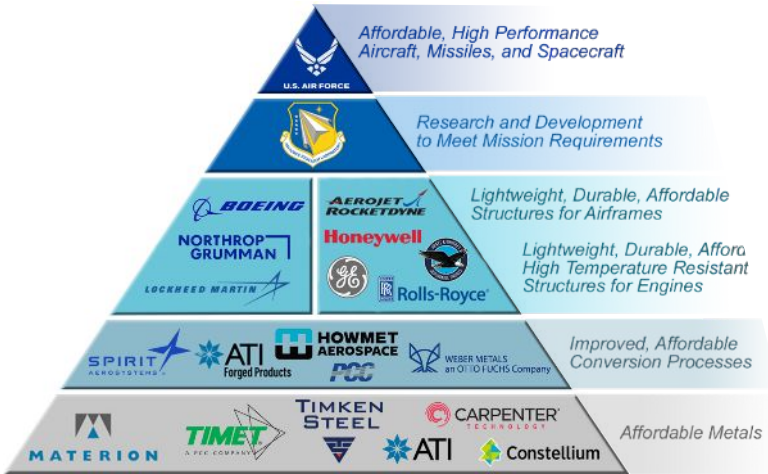 Affordable, High Performance
Aircraft, Missiles, and Spacecraft
U.S. AIR FORCE
Research and Development
to Meet Mission Requirements
BOEING
NORTHROP
GRUMMAN
LOCKHEED MARTIN
AEROJET
ROCKETDYNE
Honeywell
GE
RR
Rolls-Royce
Lightweight, Durable, Affordable
Structures for Airframes
Lightweight, Durable, Afford
High Temperature Resistant
Structures for Engines
SPIRIT
AEROSYSTEMS
ATI
Forged Products
HOWMET
AEROSPACE
PCC
WEBER METALS
an OTTO FUCHS Company
Improved, Affordable
Conversion Processes
MATERION
TIMET
A PCC COMPANY
TIMKEN
STEEL
CARPENTER
TECHNOLOGY
ATI
Constellium
Affordable Metals